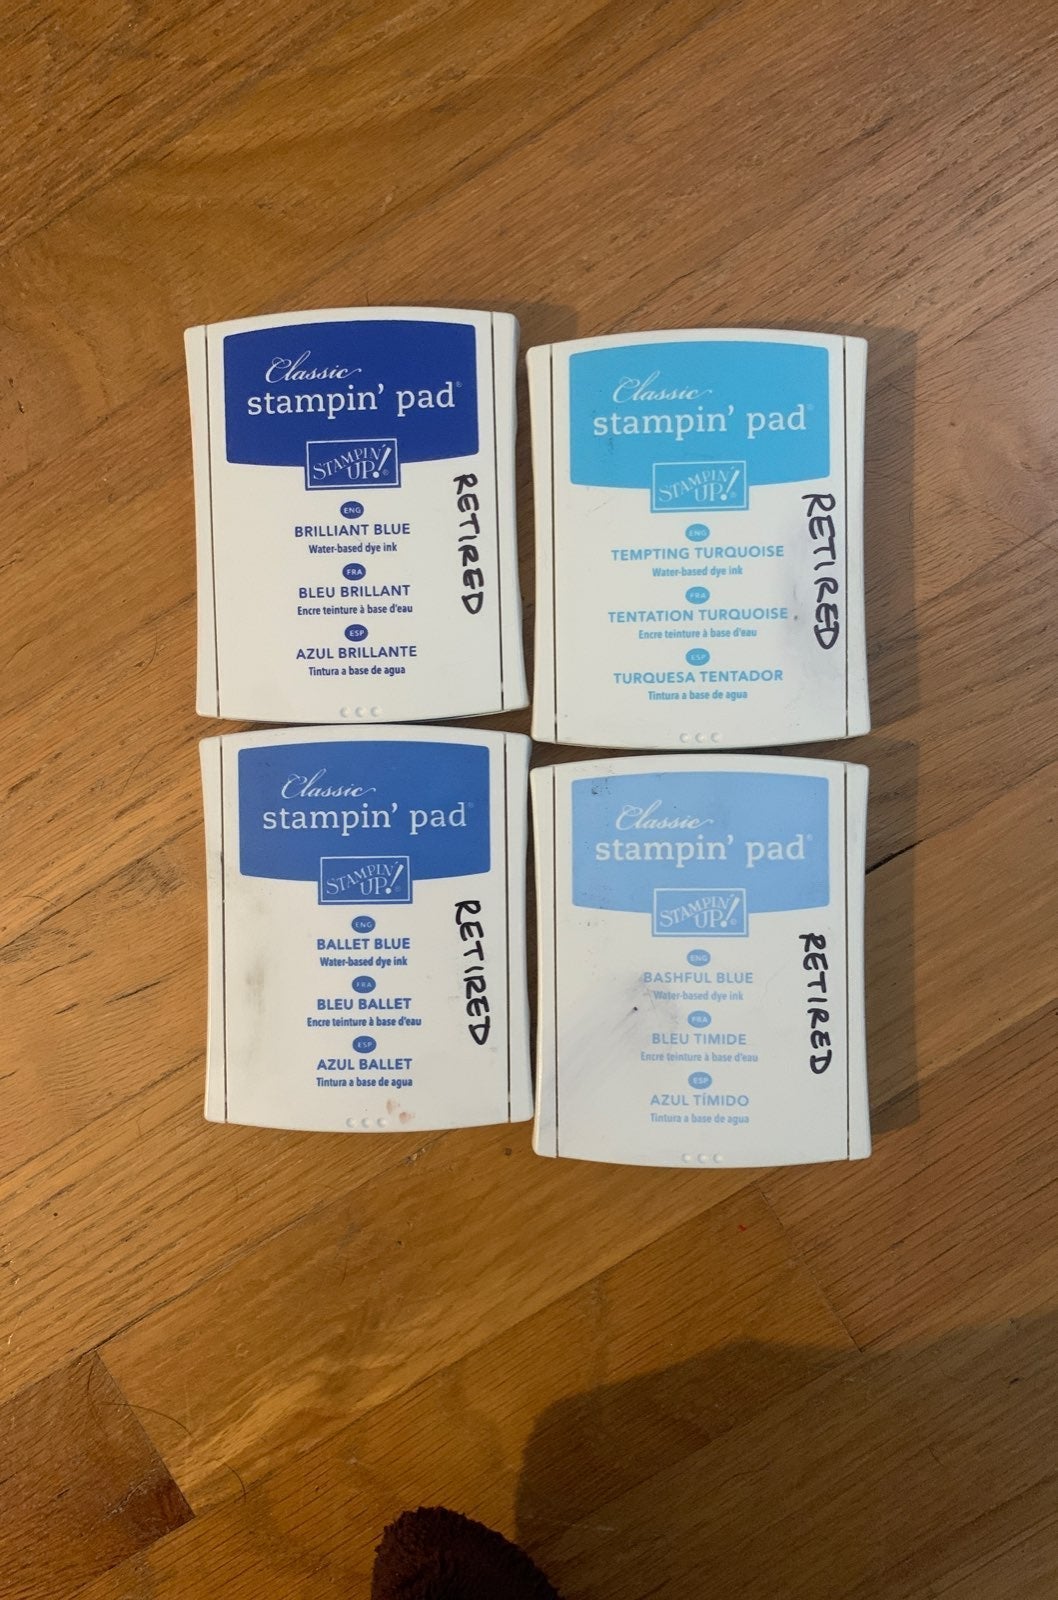 Classic
stampin' pad®
STAMPIN' UP!®
ENG
BRILLIANT BLUE
Water-based dye ink
FRA
BLEU BRILLANT
Encre teinture à base d'eau
ESP
AZUL BRILLANTE
Tintura a base de agua
RETIRED
Classic
stampin' pad®
STAMPIN' UP!®
ENG
TEMPTING TURQUOISE
Water-based dye ink
FRA
TENTATION TURQUOISE
Encre teinture à base d'eau
ESP
TURQUESA TENTADOR
Tintura a base de agua
RETIRED
Classic
stampin' pad®
STAMPIN' UP!®
ENG
BALLET BLUE
Water-based dye ink
FRA
BLEU BALLET
Encre teinture à base d'eau
ESP
AZUL BALLET
Tintura a base de agua
RETIRED
Classic
stampin' pad®
STAMPIN' UP!®
ENG
BASHFUL BLUE
Water-based dye ink
FRA
BLEU TIMIDE
Encre teinture à base d'eau
ESP
AZUL TÍMIDO
Tintura a base de agua
RETIRED